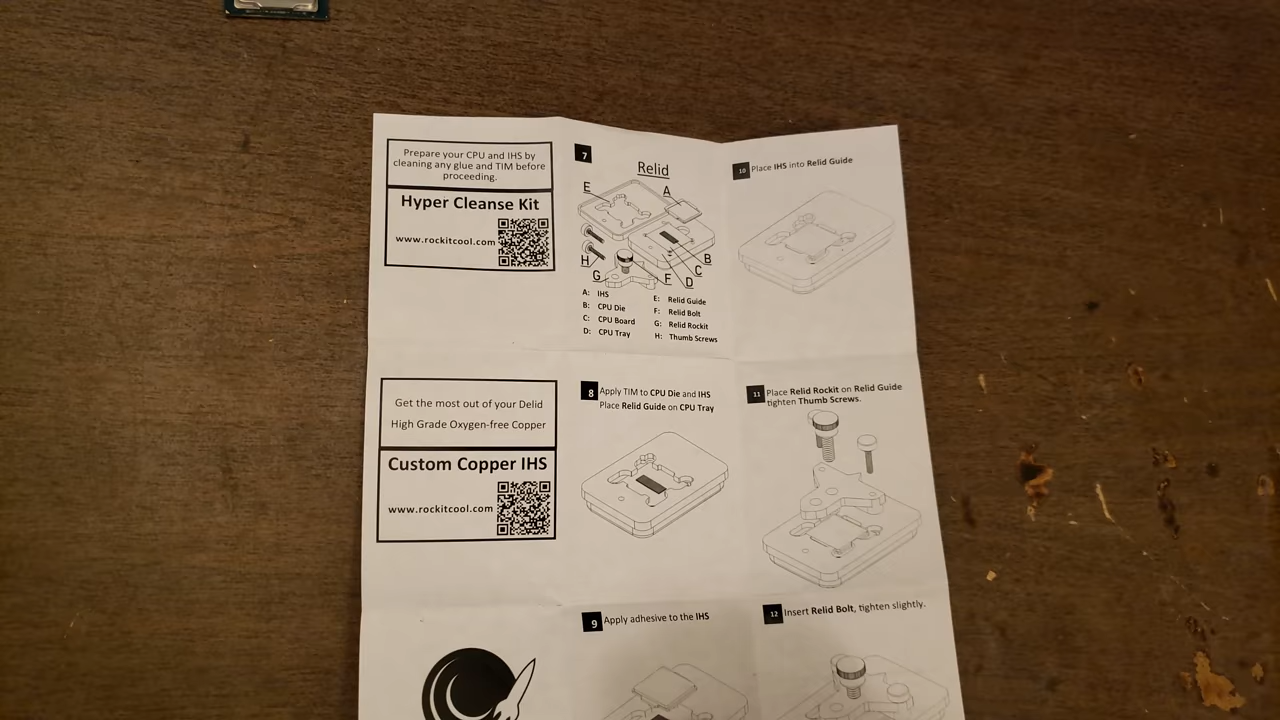 Prepare your CPU and IHS by
cleaning any glue and TIM before
proceeding.
Hyper Cleanse Kit
www.rockitcool.com
Get the most out of your Delid
High Grade Oxygen-free Copper
Custom Copper IHS
www.rockitcool.com
7
Relid
E
A
H
G
F
D
C
B
A: IHS
B: CPU Die
C: CPU Board
D: CPU Tray
E: Relid Guide
F: Relid Bolt
G: Relid Rockit
H: Thumb Screws
8 Apply TIM to CPU Die and IHS
Place Relid Guide on CPU Tray
9 Apply adhesive to the IHS
10 Place IHS into Relid Guide
11 Place Relid Rockit on Relid Guide
tighten Thumb Screws.
12 Insert Relid Bolt, tighten slightly.